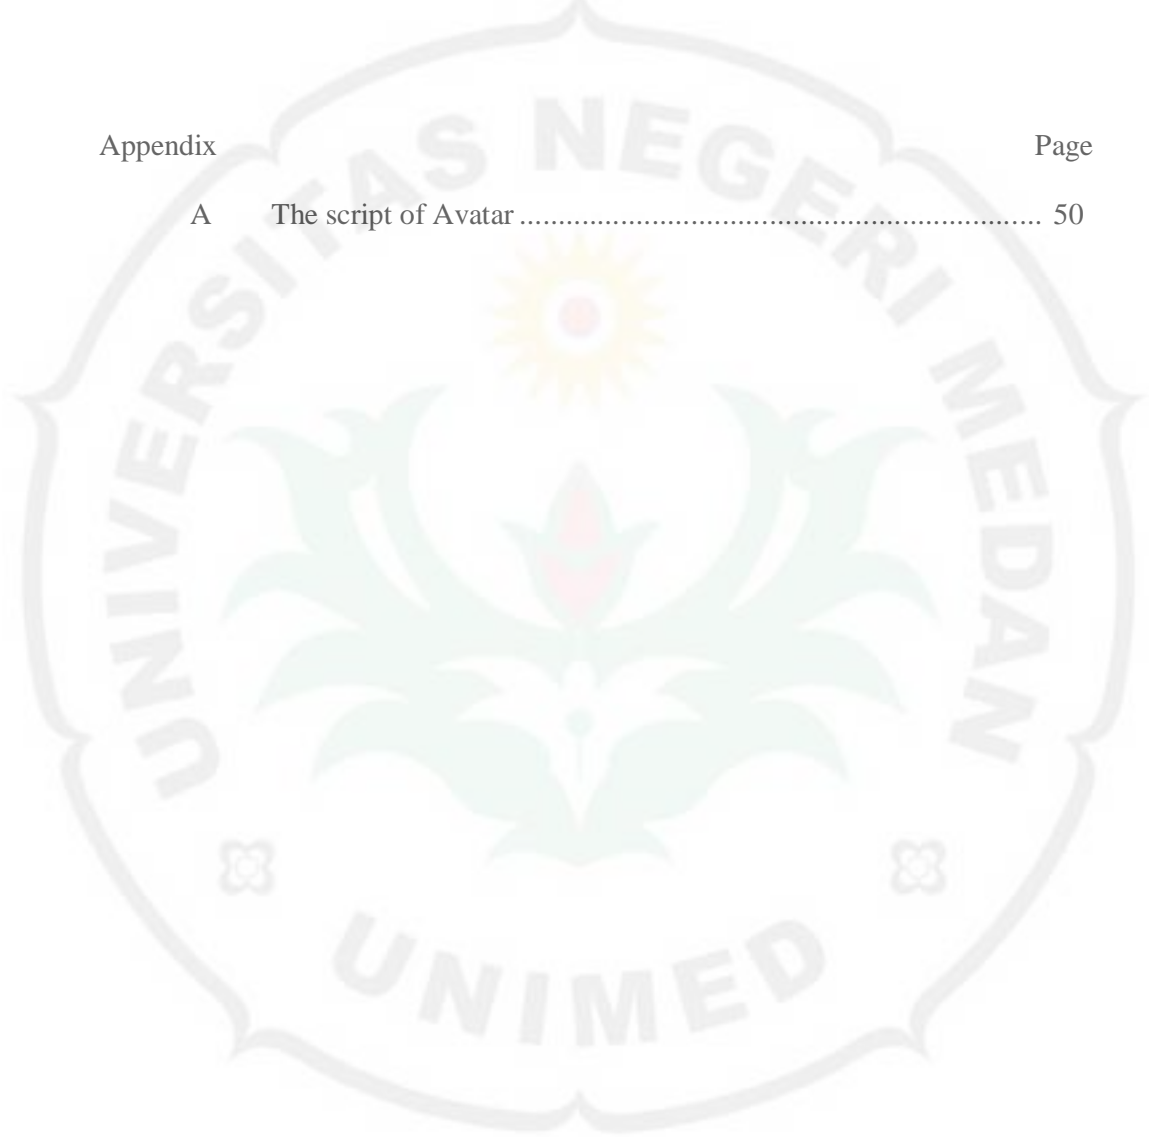 Appendix Page
A The script of Avatar ................................................................... 50
UNIVERSITAS NEGERI MEDAN
UNIMED